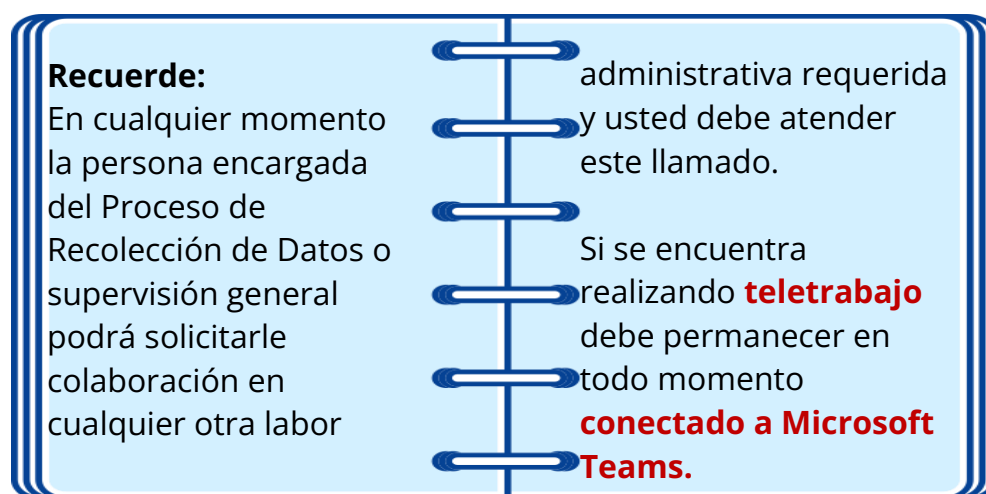 Recuerde:
En cualquier momento
la persona encargada
del Proceso de
Recolección de Datos o
supervisión general
podrá solicitarle
colaboración en
cualquier otra labor
administrativa requerida
y usted debe atender
este llamado.
Si se encuentra
realizando teletrabajo
debe permanecer en
todo momento
conectado a Microsoft
Teams.